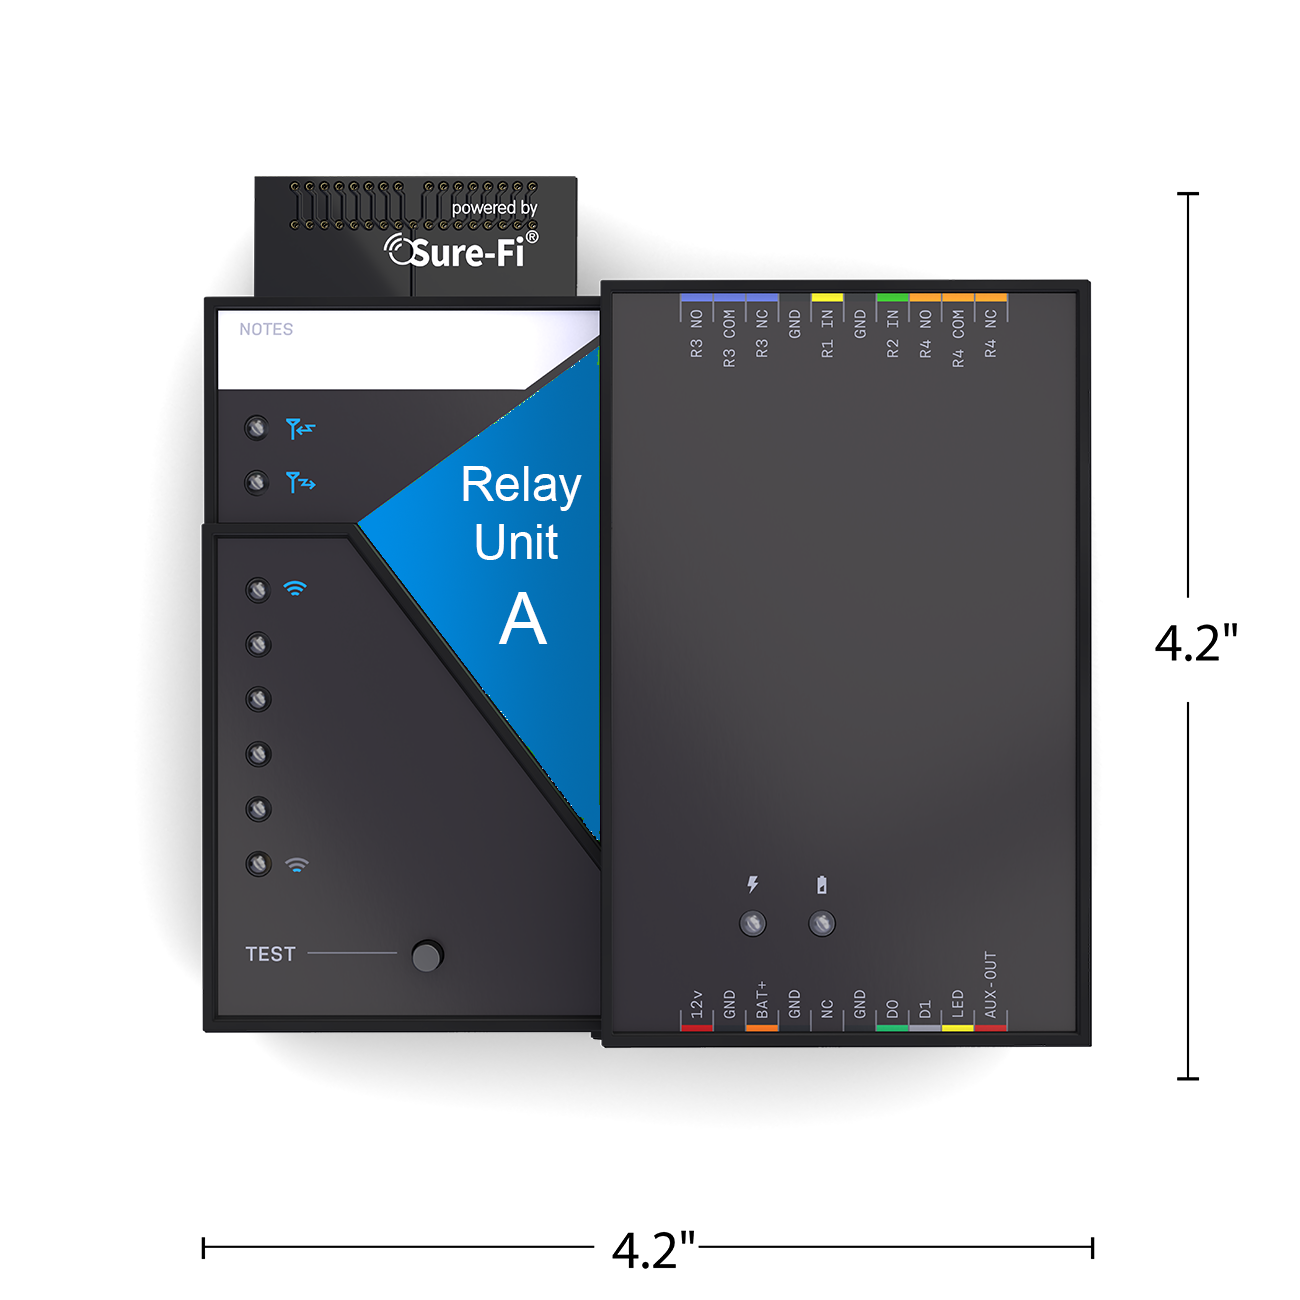 powered by
Sure-Fi®
NOTES
R3 NO
R3 COM
R3 NC
GND
R1 IN
GND
R2 IN
R4 NO
R4 COM
R4 NC
Relay
Unit
A
4.2"
TEST
12v
GND
BAT+
GND
NC
GND
D0
D1
LED
AUX-OUT
4.2"